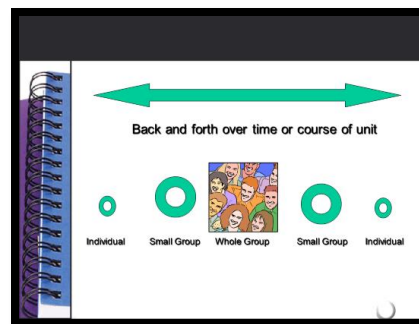 Back and forth over time or course of unit
Individual Small Group Whole Group Small Group Individual